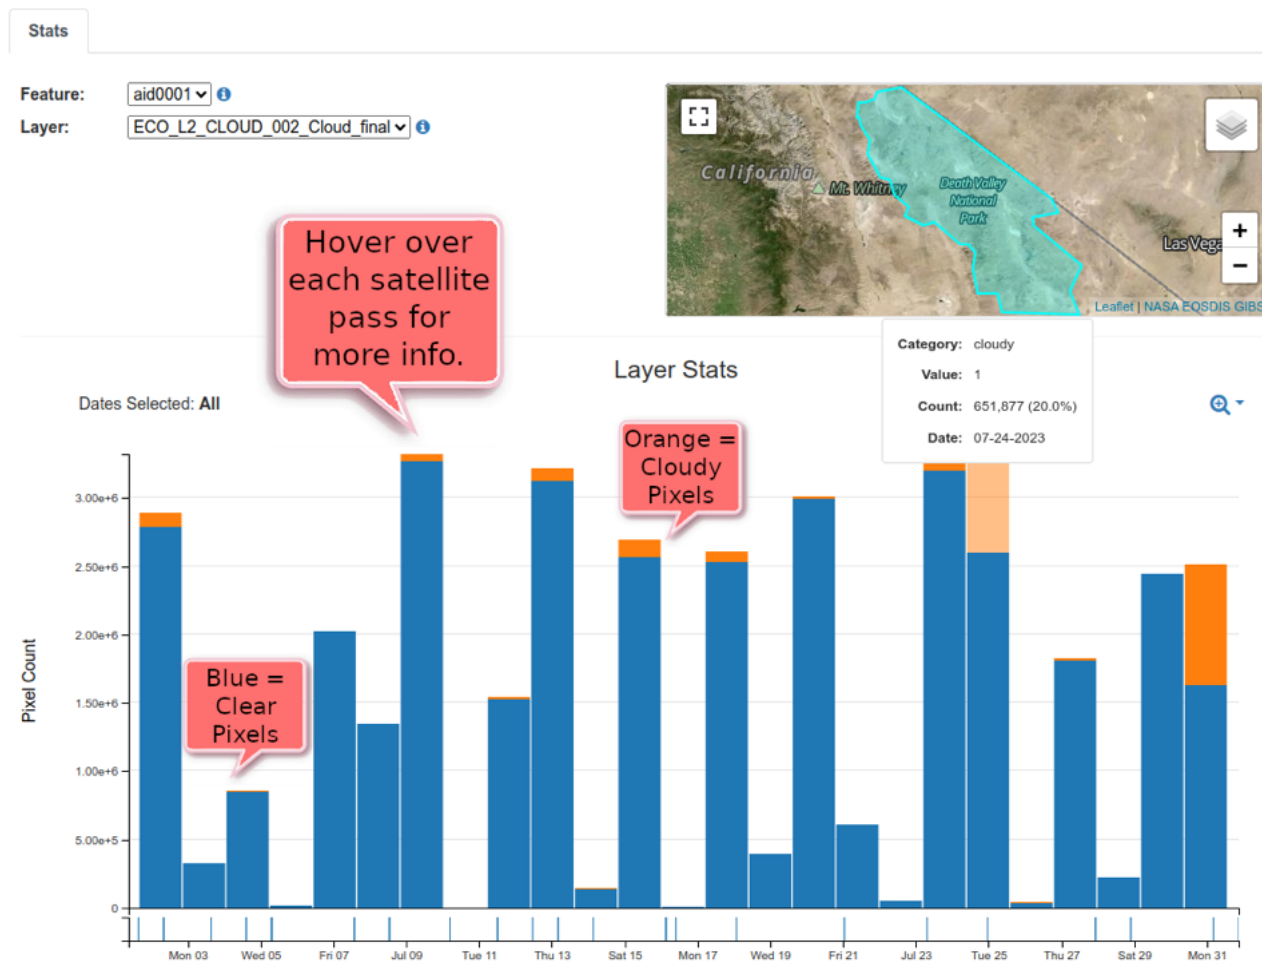 Stats
Feature:
aid0001
Layer:
ECO_L2_CLOUD_002_Cloud_final
California
Mt. Whitney
Death Valley
National
Park
Las Vega
+
−
Leaflet | NASA EOSDIS GIBS
Hover over
each satellite
pass for
more info.
Layer Stats
Category: cloudy
Value: 1
Count: 651,877 (20.0%)
Date: 07-24-2023
Dates Selected: All
Orange =
Cloudy
Pixels
Blue =
Clear
Pixels
Pixel Count
3.00e+6
2.50e+6
2.00e+6
1.50e+6
1.00e+6
5.00e+5
0
Mon 03 Wed 05 Fri 07 Jul 09 Tue 11 Thu 13 Sat 15 Mon 17 Wed 19 Fri 21 Jul 23 Tue 25 Thu 27 Sat 29 Mon 31